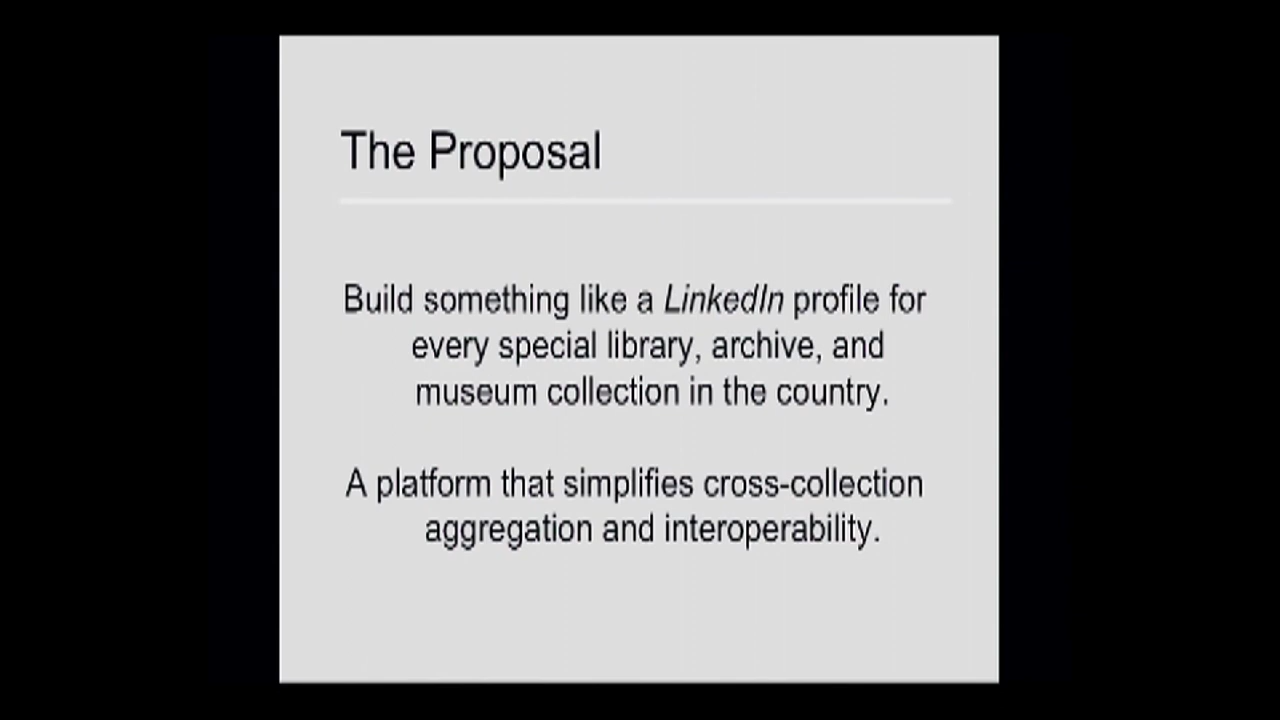 The Proposal
Build something like a LinkedIn profile for
every special library, archive, and
museum collection in the country.
A platform that simplifies cross-collection
aggregation and interoperability.